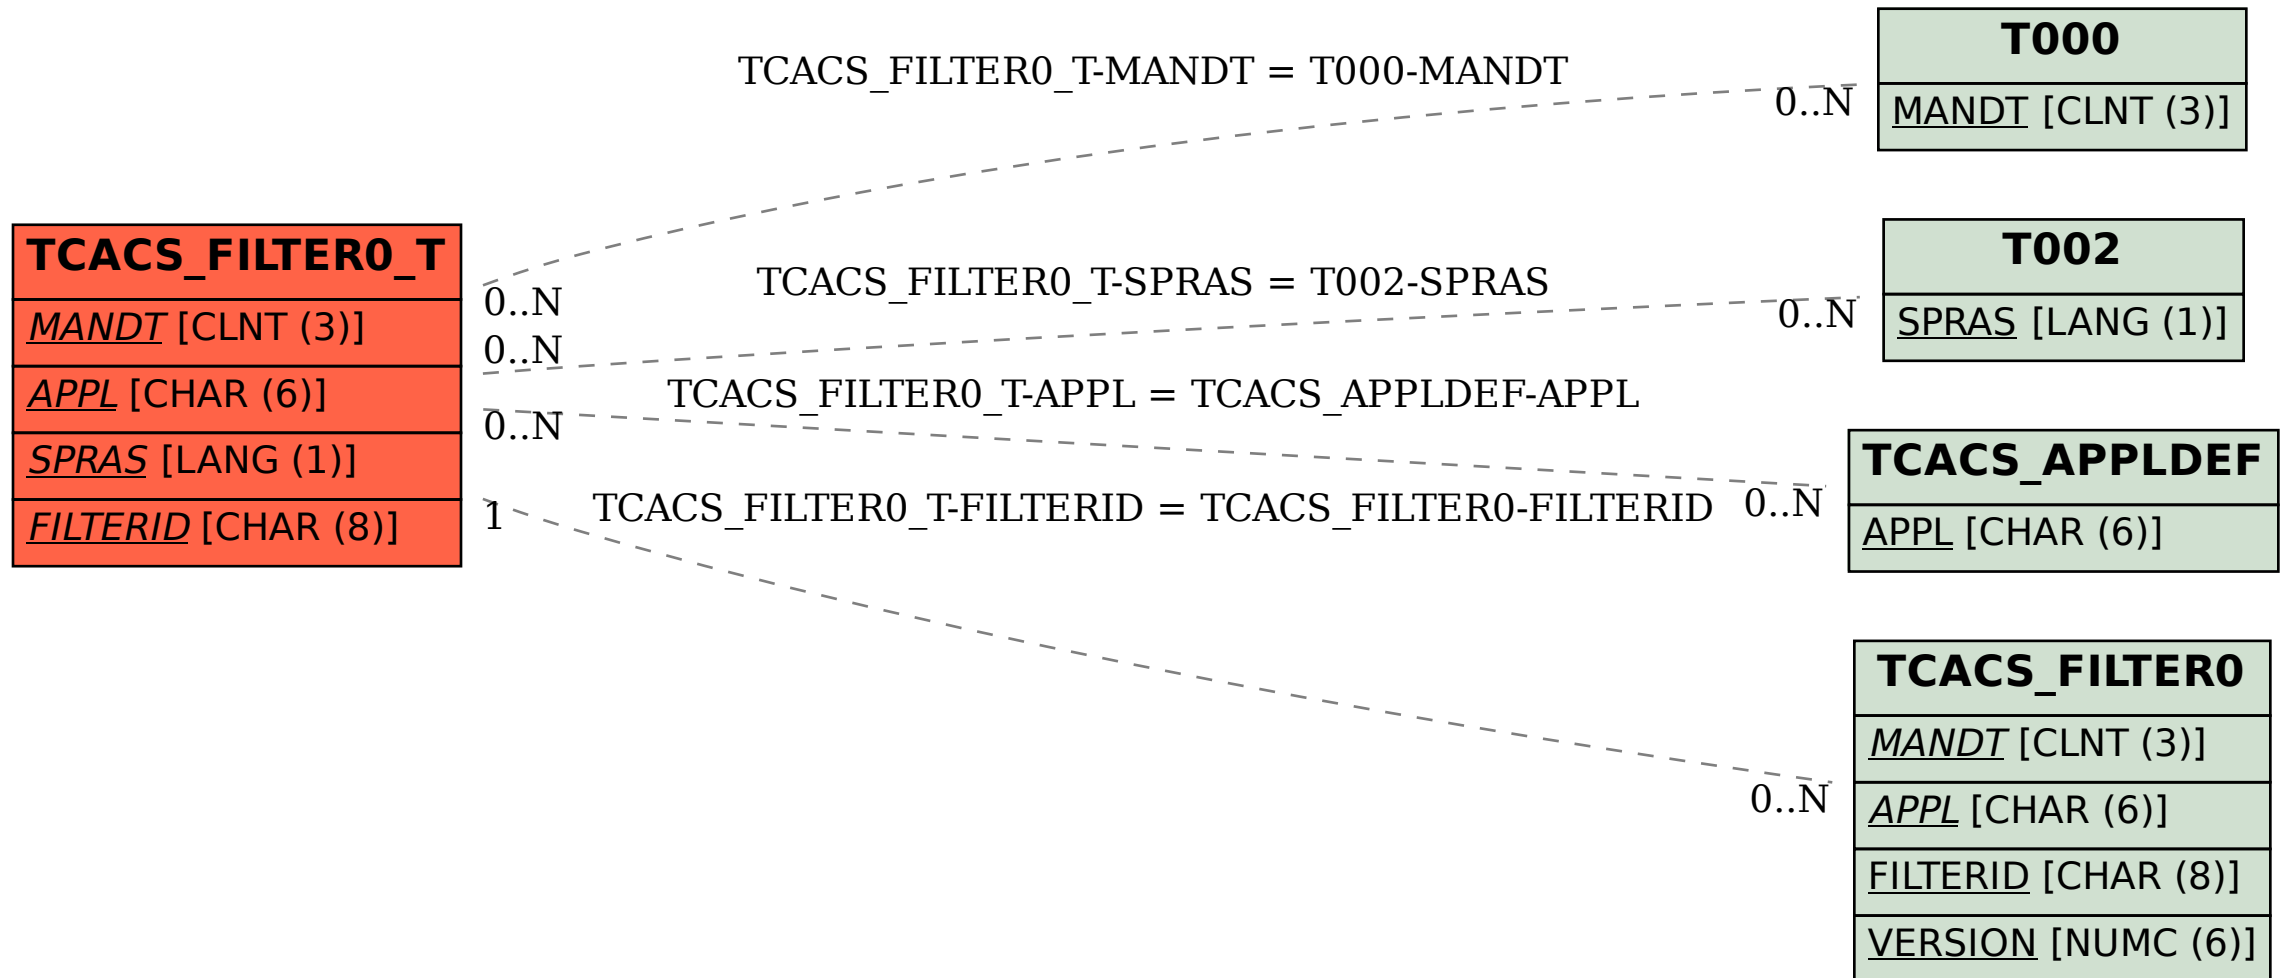 TCACS_FILTER0_T
MANDT [CLNT (3)]
APPL [CHAR (6)]
SPRAS [LANG (1)]
FILTERID [CHAR (8)]
TCACS_FILTER0_T-MANDT = T000-MANDT
0..N
0..N
TCACS_FILTER0_T-SPRAS = T002-SPRAS
0..N
0..N
TCACS_FILTER0_T-APPL = TCACS_APPLDEF-APPL
0..N
0..N
TCACS_FILTER0_T-FILTERID = TCACS_FILTER0-FILTERID
1
0..N
T000
MANDT [CLNT (3)]
T002
SPRAS [LANG (1)]
TCACS_APPLDEF
APPL [CHAR (6)]
TCACS_FILTER0
MANDT [CLNT (3)]
APPL [CHAR (6)]
FILTERID [CHAR (8)]
VERSION [NUMC (6)]